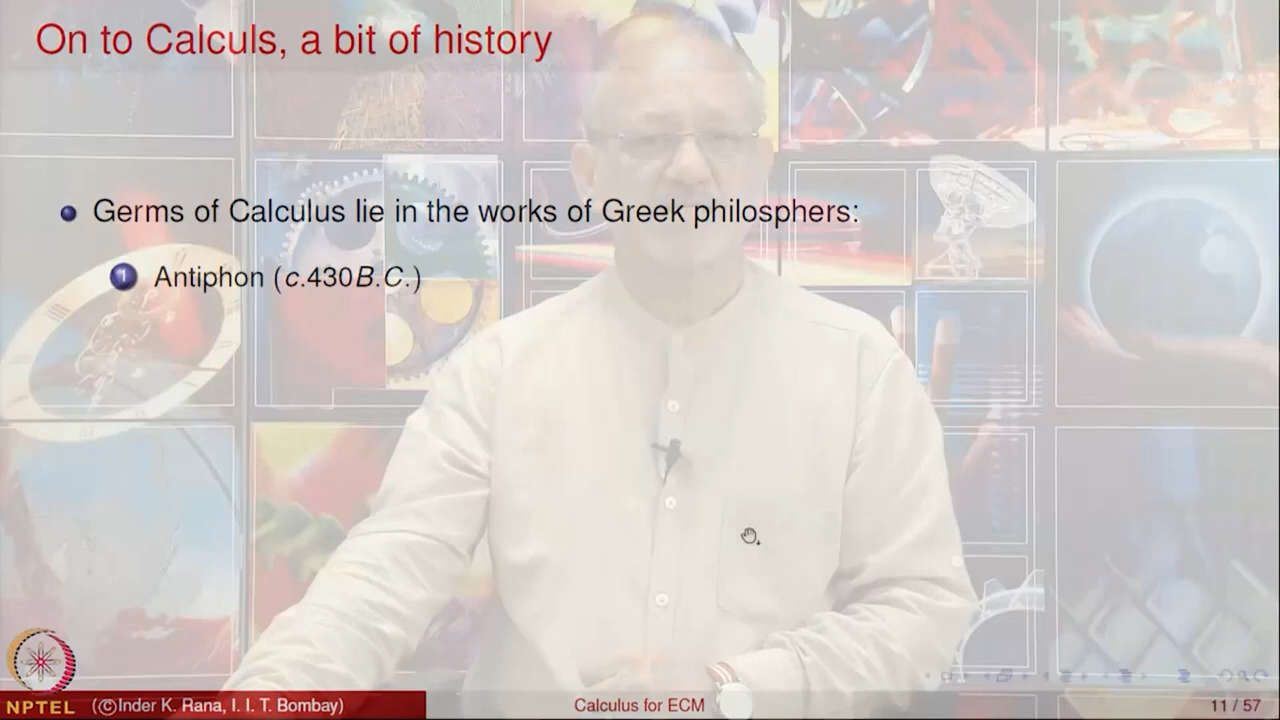 On to Calculs, a bit of history
Germs of Calculus lie in the works of Greek philosphers:
1 Antiphon (c.430B.C.)
NPTEL (©Inder K. Rana, I. I. T. Bombay) Calculus for ECM 11 / 57